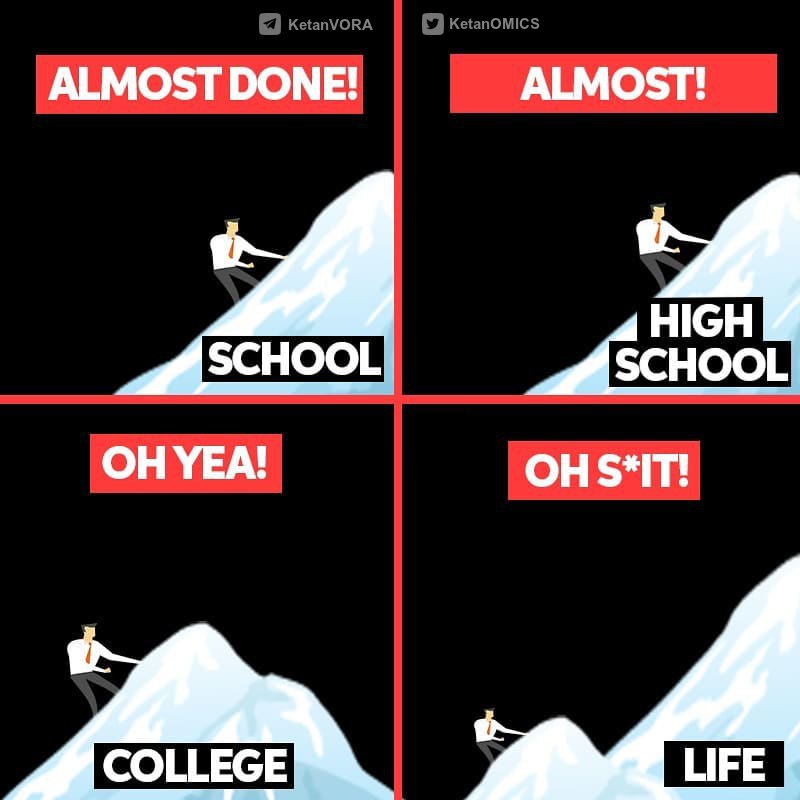 KetanVORA
KetanOMICS
ALMOST DONE!
SCHOOL
ALMOST!
HIGH
SCHOOL
OH YEA!
COLLEGE
OH S*IT!
LIFE